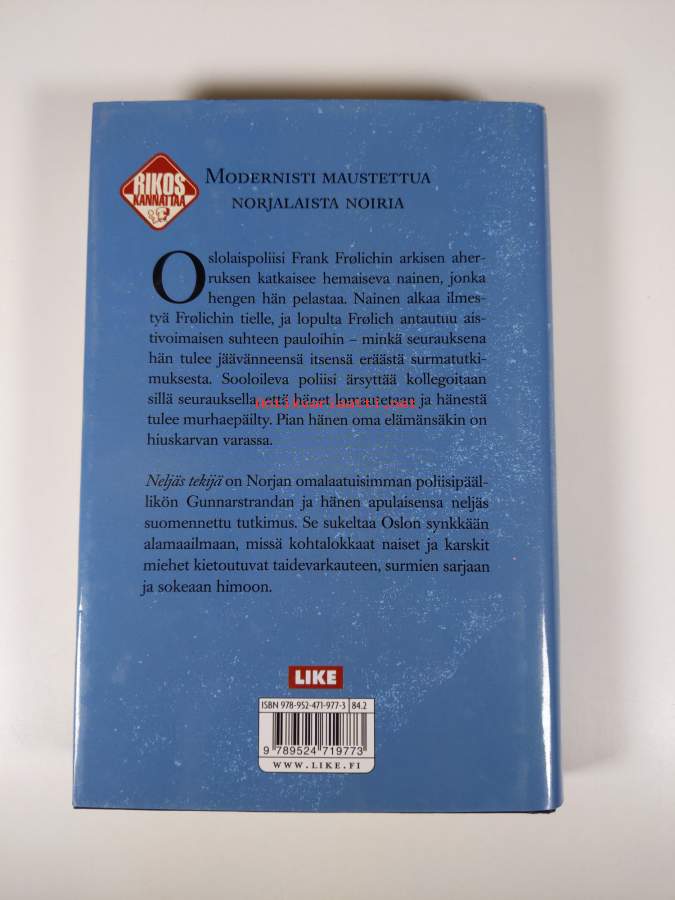 RIKOS
KANNATTAA
MODERNISTI MAUSTETTUA
NORJALAISTA NOIRIA
Oslolaispoliisi Frank Frølichin arkisen aher-
ruksen katkaisee hemaiseva nainen, jonka
hengen hän pelastaa. Nainen alkaa ilmes-
tyä Frølichin tielle, ja lopulta Frølich antautuu ais-
tivoimaisen suhteen pauloihin – minkä seurauksena
hän tulee jäävänneensä itsensä eräästä surmatutki-
muksesta. Sooloileva poliisi ärsyttää kollegoitaan
sillä seurauksella, että hänet lomautetaan ja hänestä
tulee murhaepäilty. Pian hänen oma elämänsäkin on
hiuskarvan varassa.
Neljäs tekijä on Norjan omalaatuisimman poliisipääl-
likön Gunnarstrandan ja hänen apulaisensa neljäs
suomennettu tutkimus. Se sukeltaa Oslon synkkään
alamaailmaan, missä kohtalokkaat naiset ja karskit
miehet kietoutuvat taidevarkauteen, surmien sarjaan
ja sokeaan himoon.
LIKE
ISBN 978-952-471-977-3 84.2
9 789524 719773
WWW.LIKE.FI